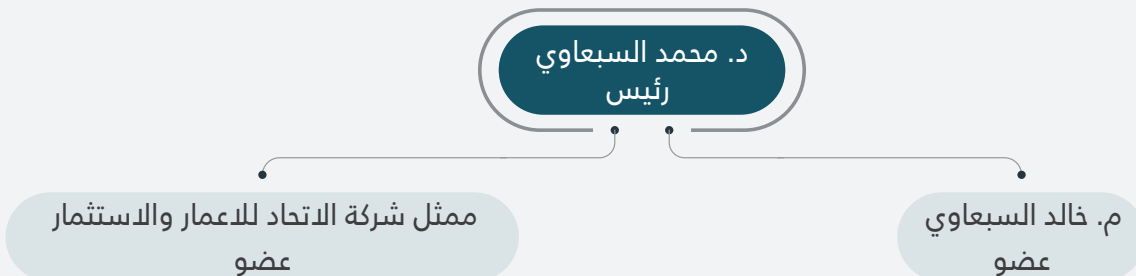 د. محمد السبعاوي
رئيس
م. خالد السبعاوي
عضو
ممثل شركة الاتحاد للاعمار والاستثمار
عضو